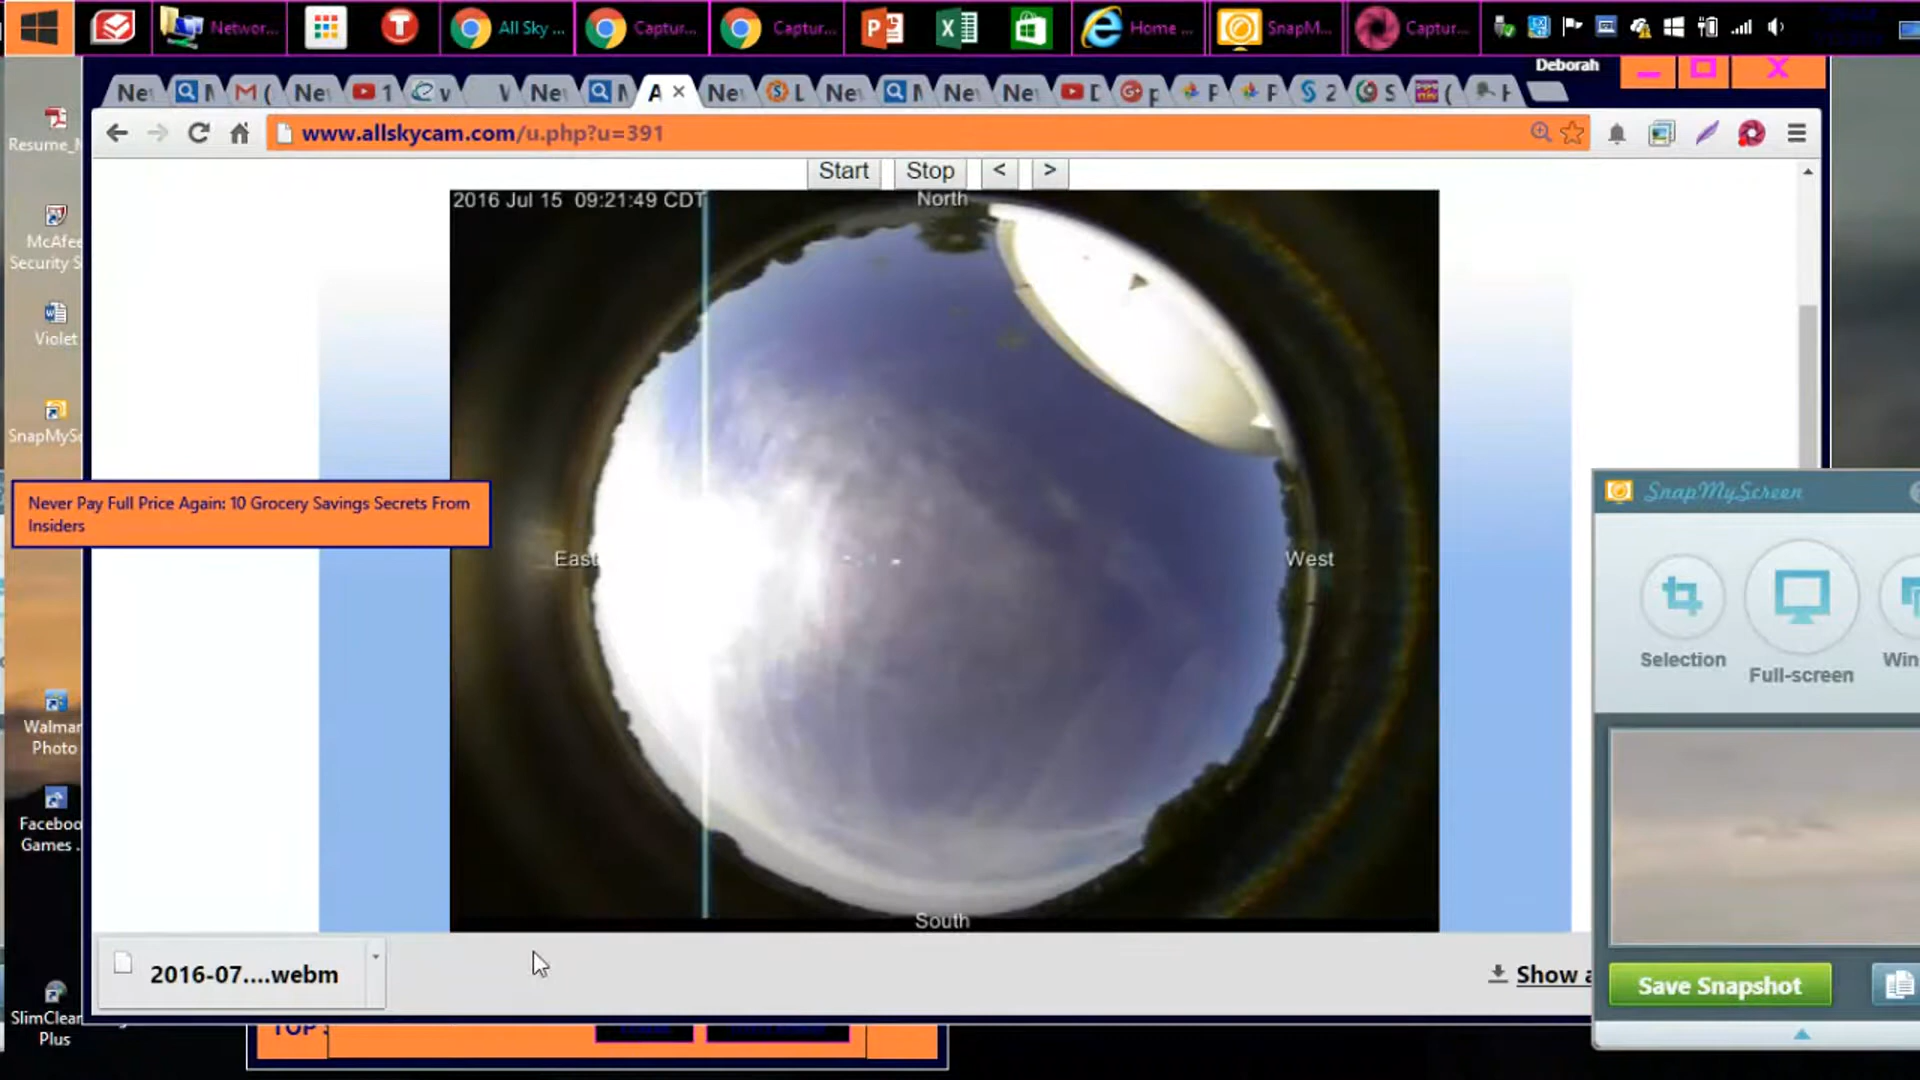 Networ...
All Sky ...
Captur...
Captur...
Home ...
SnapM...
Captur...
Deborah
www.allskycam.com/u.php?u=391
Start
Stop
<
>
2016 Jul 15 09:21:49 CDT
North
East
West
South
McAfee
Security S
Violet
SnapMySc
Never Pay Full Price Again: 10 Grocery Savings Secrets From
Insiders
Walmar
Photo
Faceboo
Games .
SlimClean
Plus
SnapMyScreen
Selection
Full-screen
Win
Save Snapshot
2016-07....webm
Show a
TOP